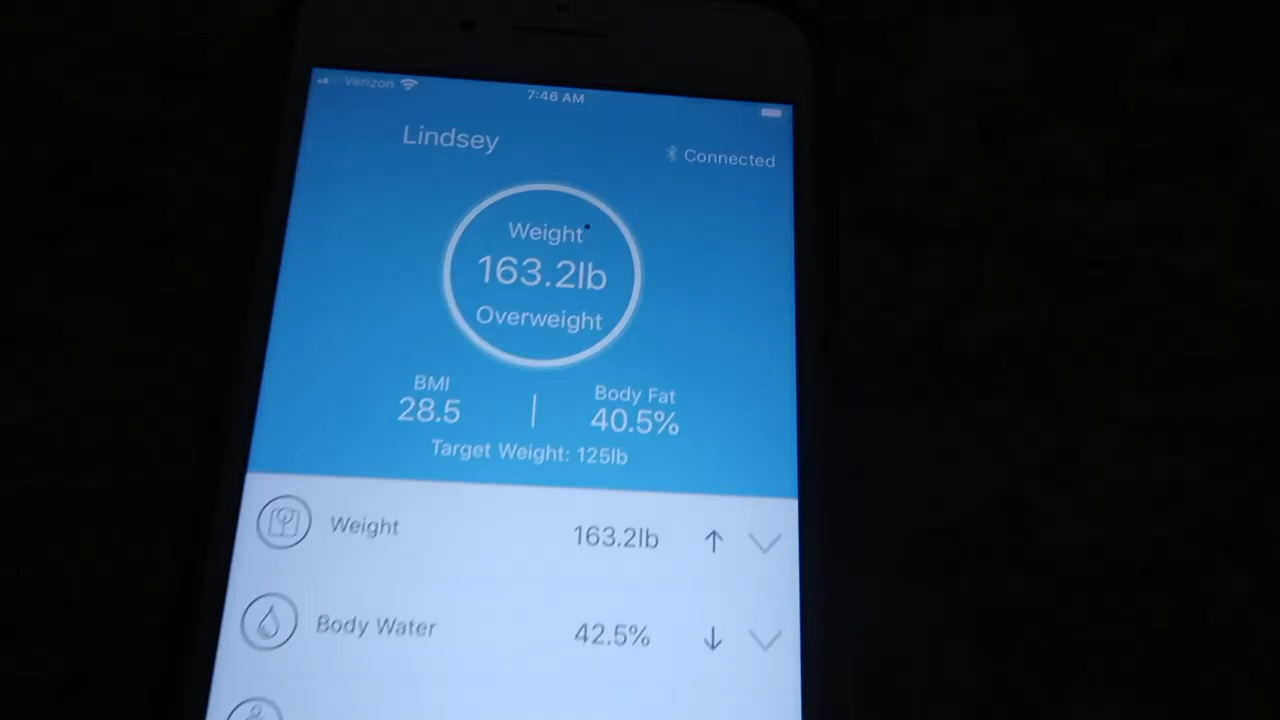 Verizon
7:46 AM
Lindsey
Connected
Weight
163.2lb
Overweight
BMI
28.5
Body Fat
40.5%
Target Weight: 125lb
Weight 163.2lb
Body Water 42.5%